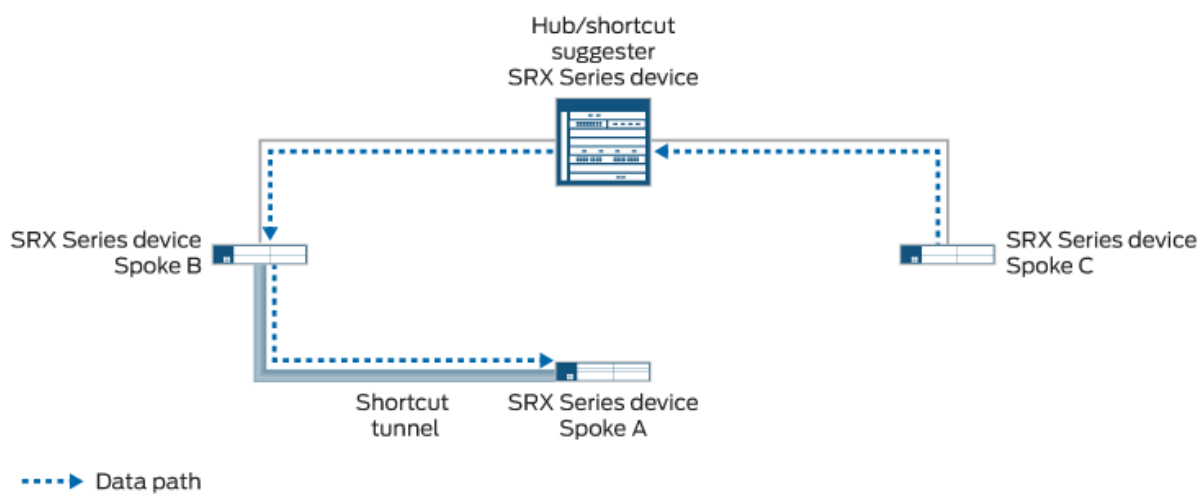 Hub/shortcut
suggester
SRX Series device
SRX Series device
Spoke B
SRX Series device
Spoke C
Shortcut
tunnel
SRX Series device
Spoke A
Data path